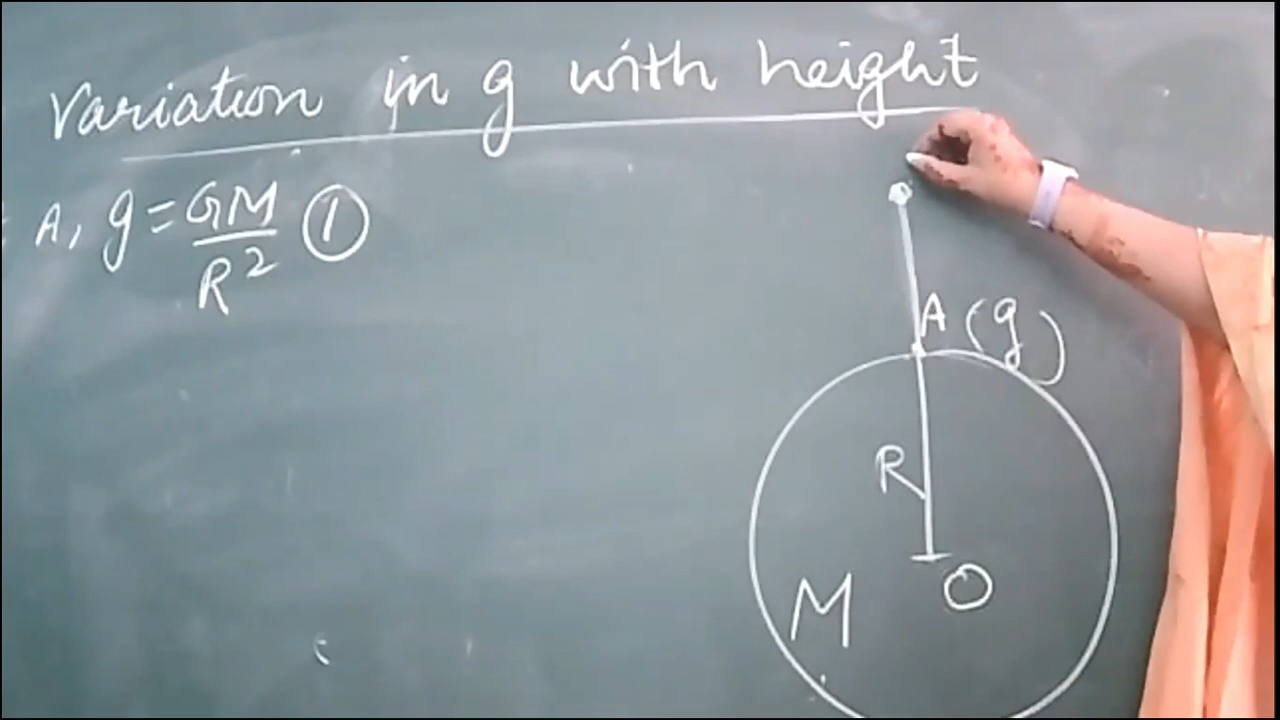 Variation in g with height
A, g = GM/R² ①
A (g)
R
M
O